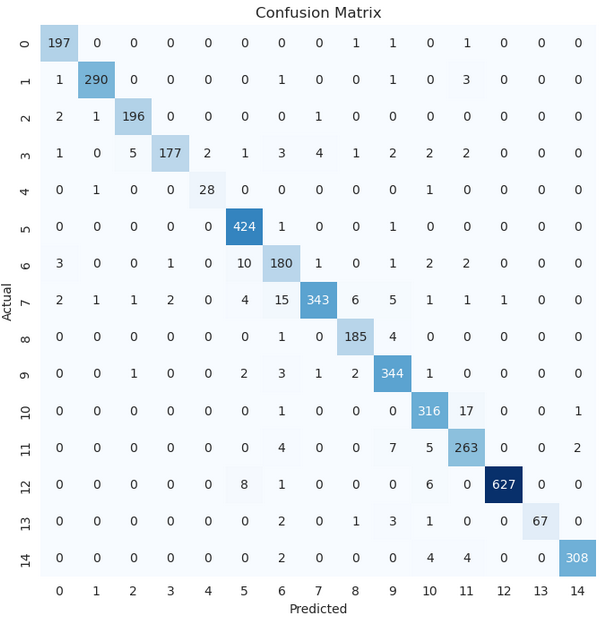 Confusion Matrix
0 197 0 0 0 0 0 0 0 1 1 0 1 0 0 0
1 1 290 0 0 0 0 1 0 0 1 0 3 0 0 0
2 2 1 196 0 0 0 0 1 0 0 0 0 0 0 0
3 1 0 5 177 2 1 3 4 1 2 2 2 0 0 0
4 0 1 0 0 28 0 0 0 0 0 1 0 0 0 0
5 0 0 0 0 0 424 1 0 0 1 0 0 0 0 0
6 3 0 0 1 0 10 180 1 0 1 2 2 0 0 0
7 2 1 1 2 0 4 15 343 6 5 1 1 1 0 0
8 0 0 0 0 0 0 1 0 185 4 0 0 0 0 0
9 0 0 1 0 0 2 3 1 2 344 0 0 0 0 0
10 0 0 0 0 0 0 1 0 0 0 316 17 0 0 1
11 0 0 0 0 0 0 4 0 0 7 5 263 0 0 2
12 0 0 0 0 0 8 1 0 0 0 6 0 627 0 0
13 0 0 0 0 0 0 2 0 1 3 1 0 0 67 0
14 0 0 0 0 0 0 2 0 0 0 4 4 0 0 308
0 1 2 3 4 5 6 7 8 9 10 11 12 13 14
Actual
Predicted